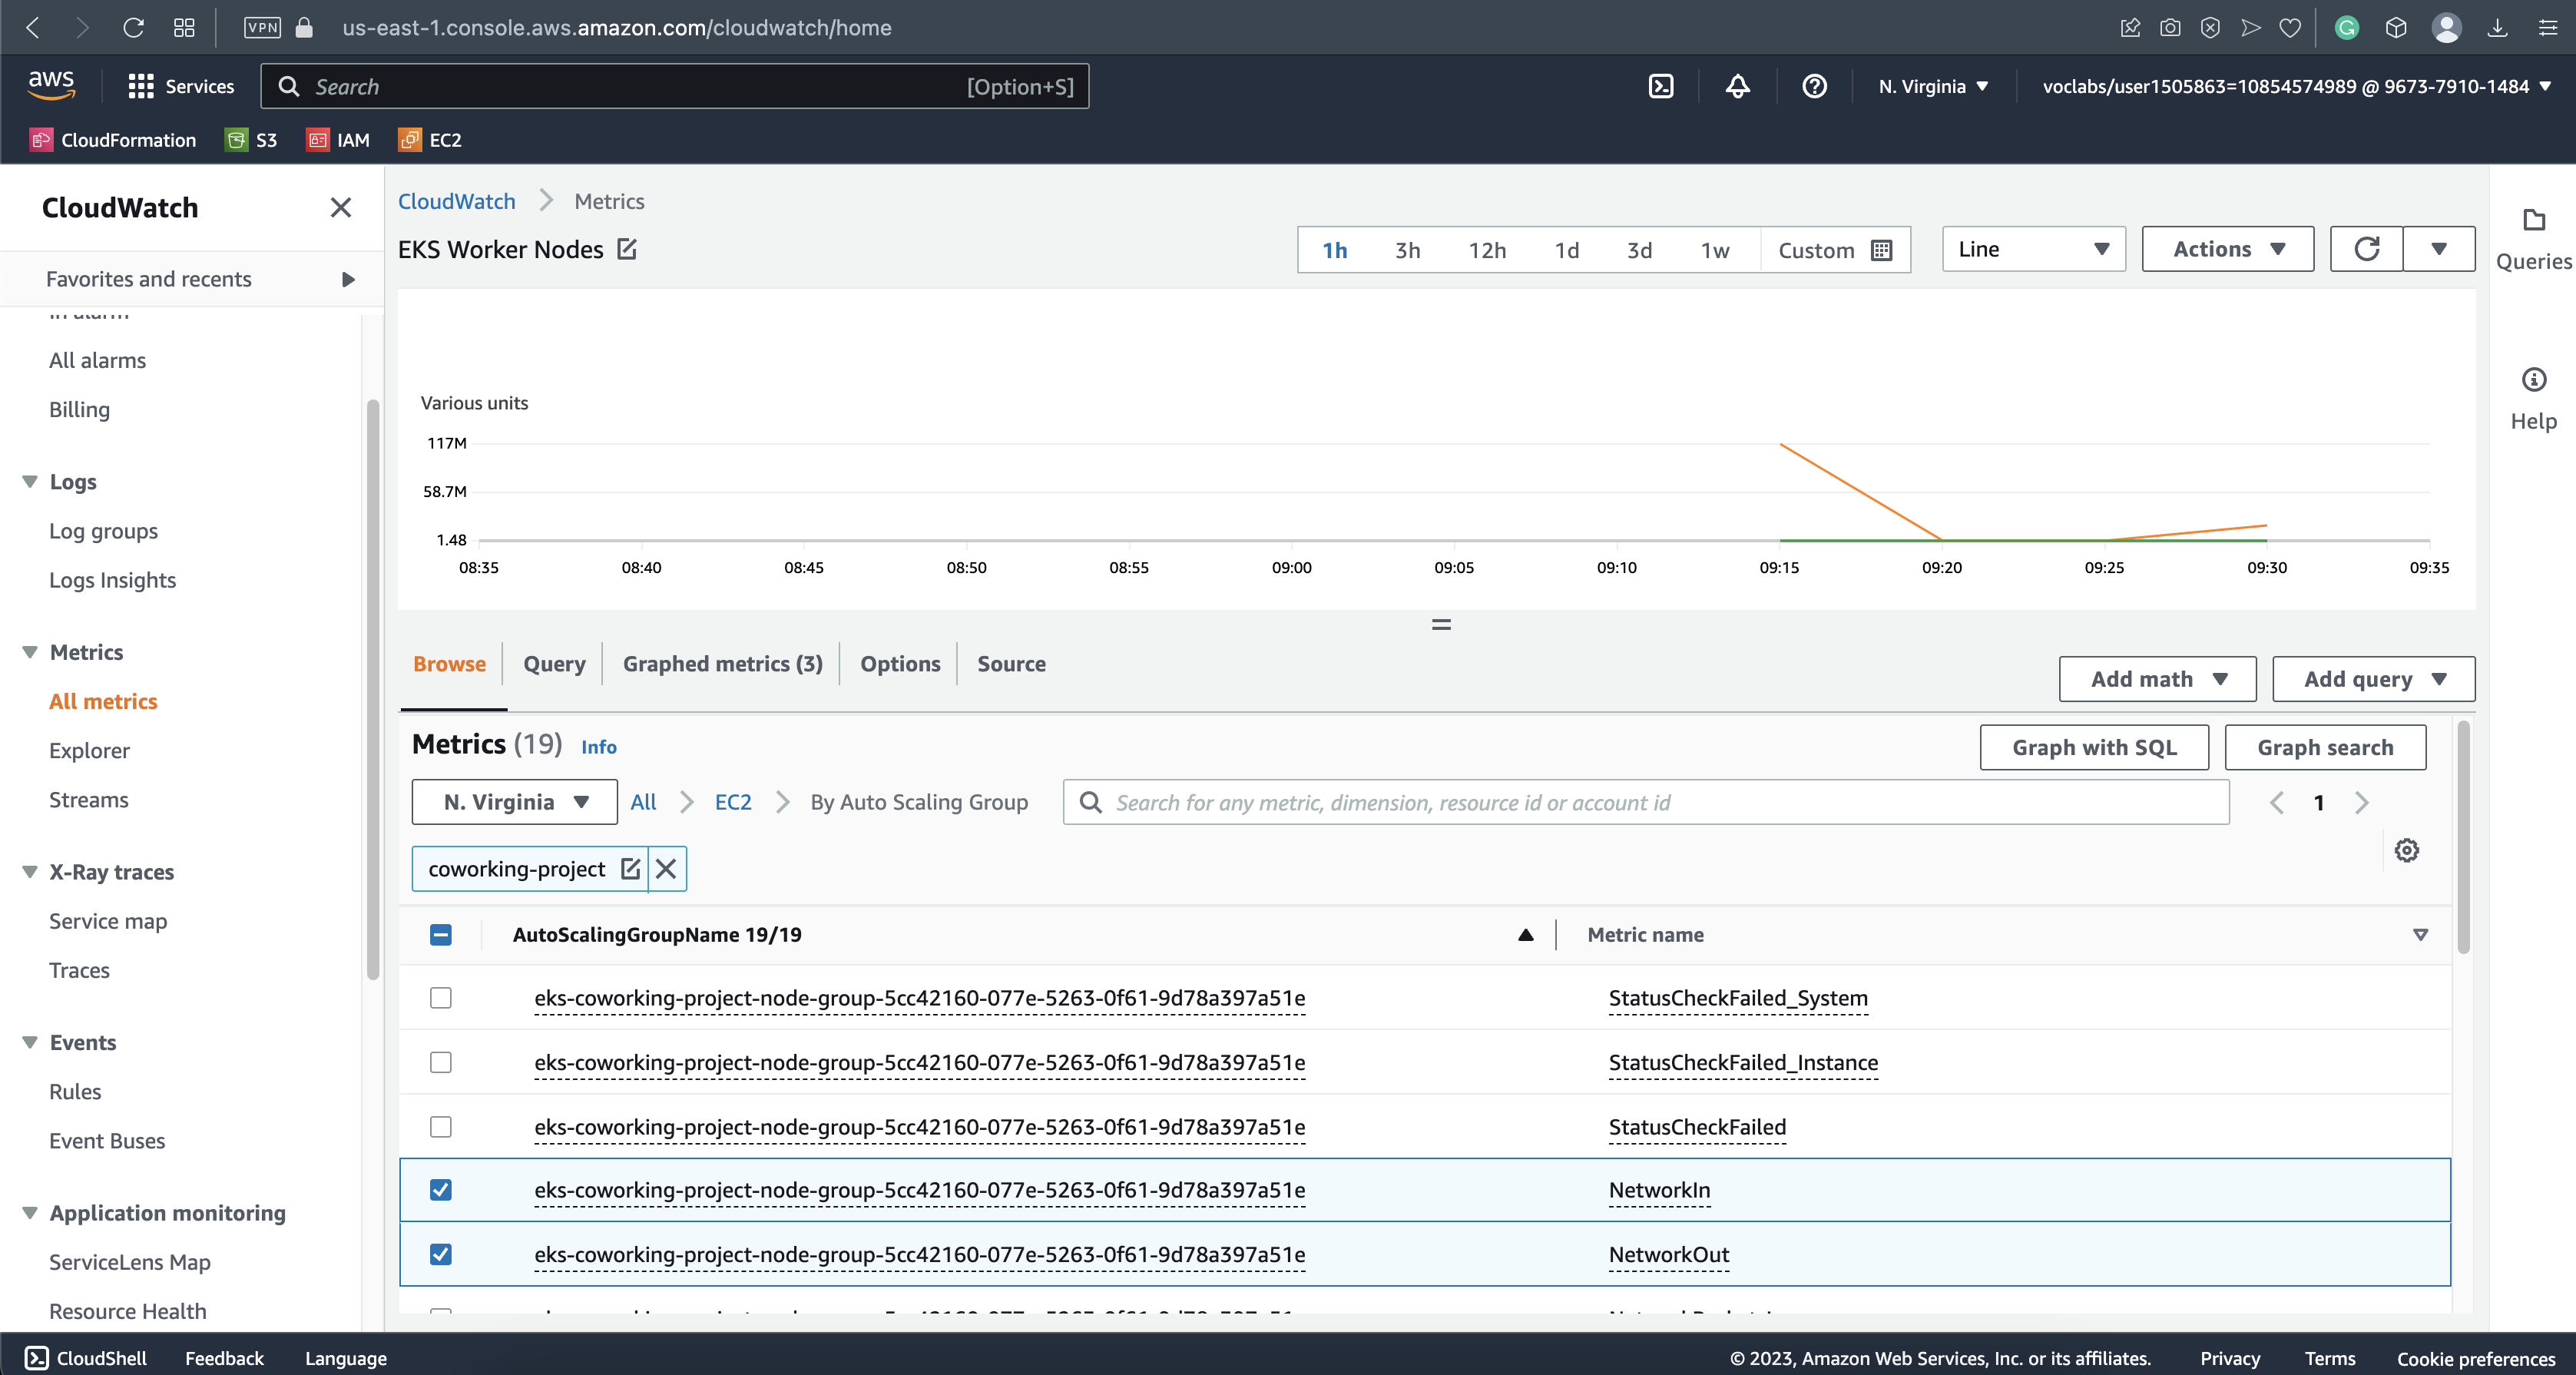 VPN us-east-1.console.aws.amazon.com/cloudwatch/home
aws Services Search [Option+S] N. Virginia voclabs/user1505863=10854574989 @ 9673-7910-1484
CloudFormation S3 IAM EC2
CloudWatch
Favorites and recents
In alarm
All alarms
Billing
Logs
Log groups
Logs Insights
Metrics
All metrics
Explorer
Streams
X-Ray traces
Service map
Traces
Events
Rules
Event Buses
Application monitoring
ServiceLens Map
Resource Health
CloudWatch Metrics
EKS Worker Nodes
1h 3h 12h 1d 3d 1w Custom Line Actions
Various units
117M
58.7M
1.48
08:35 08:40 08:45 08:50 08:55 09:00 09:05 09:10 09:15 09:20 09:25 09:30 09:35
Browse Query Graphed metrics (3) Options Source
Add math Add query
Metrics (19) Info
Graph with SQL Graph search
N. Virginia All EC2 By Auto Scaling Group Search for any metric, dimension, resource id or account id 1
coworking-project
AutoScalingGroupName 19/19 Metric name
eks-coworking-project-node-group-5cc42160-077e-5263-0f61-9d78a397a51e StatusCheckFailed_System
eks-coworking-project-node-group-5cc42160-077e-5263-0f61-9d78a397a51e StatusCheckFailed_Instance
eks-coworking-project-node-group-5cc42160-077e-5263-0f61-9d78a397a51e StatusCheckFailed
eks-coworking-project-node-group-5cc42160-077e-5263-0f61-9d78a397a51e NetworkIn
eks-coworking-project-node-group-5cc42160-077e-5263-0f61-9d78a397a51e NetworkOut
Queries
Help
CloudShell Feedback Language
© 2023, Amazon Web Services, Inc. or its affiliates. Privacy Terms Cookie preferences